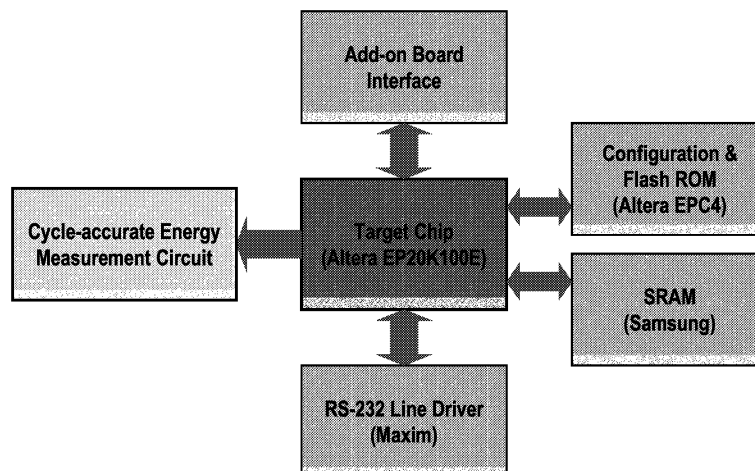 Add-on Board
Interface
Configuration &
Flash ROM
(Altera EPC4)
Cycle-accurate Energy
Measurement Circuit
Target Chip
(Altera EP20K100E)
SRAM
(Samsung)
RS-232 Line Driver
(Maxim)